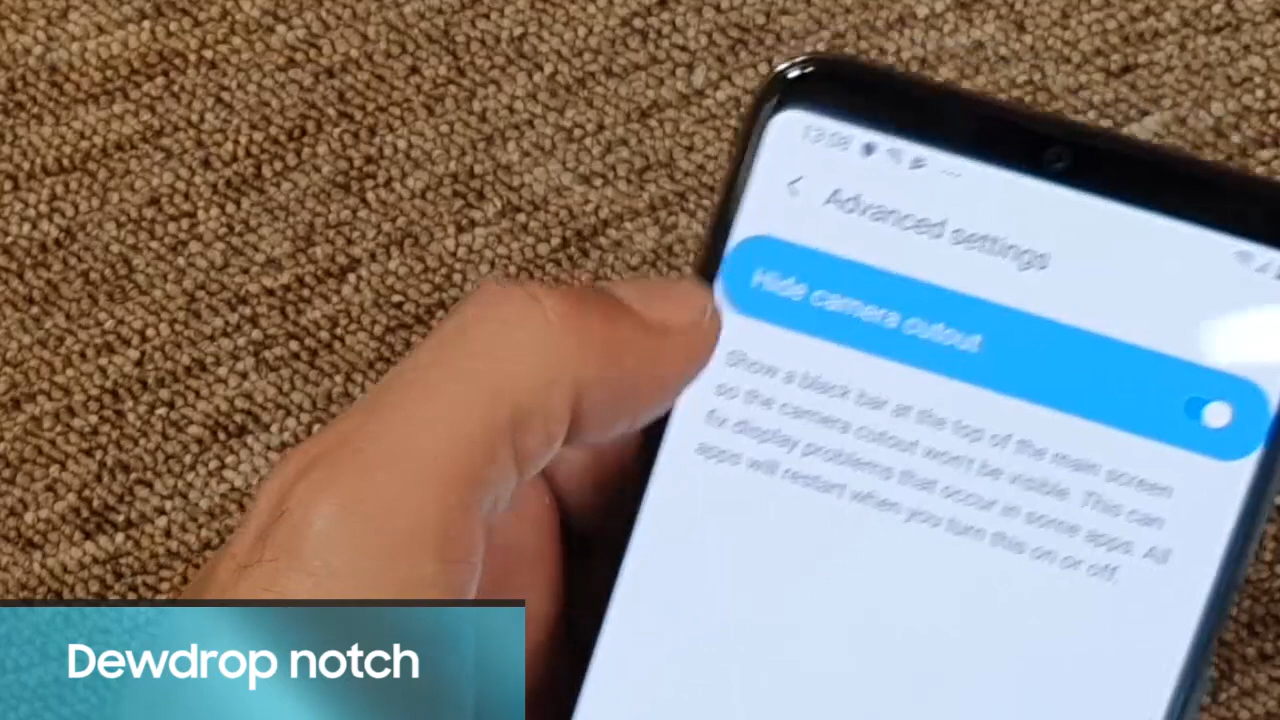 13:08
Advanced settings
Hide camera cutout
Show a black bar at the top of the main screen
so the camera cutout won't be visible. This can
fix display problems that occur in some apps. All
apps will restart when you turn this on or off.
Dewdrop notch